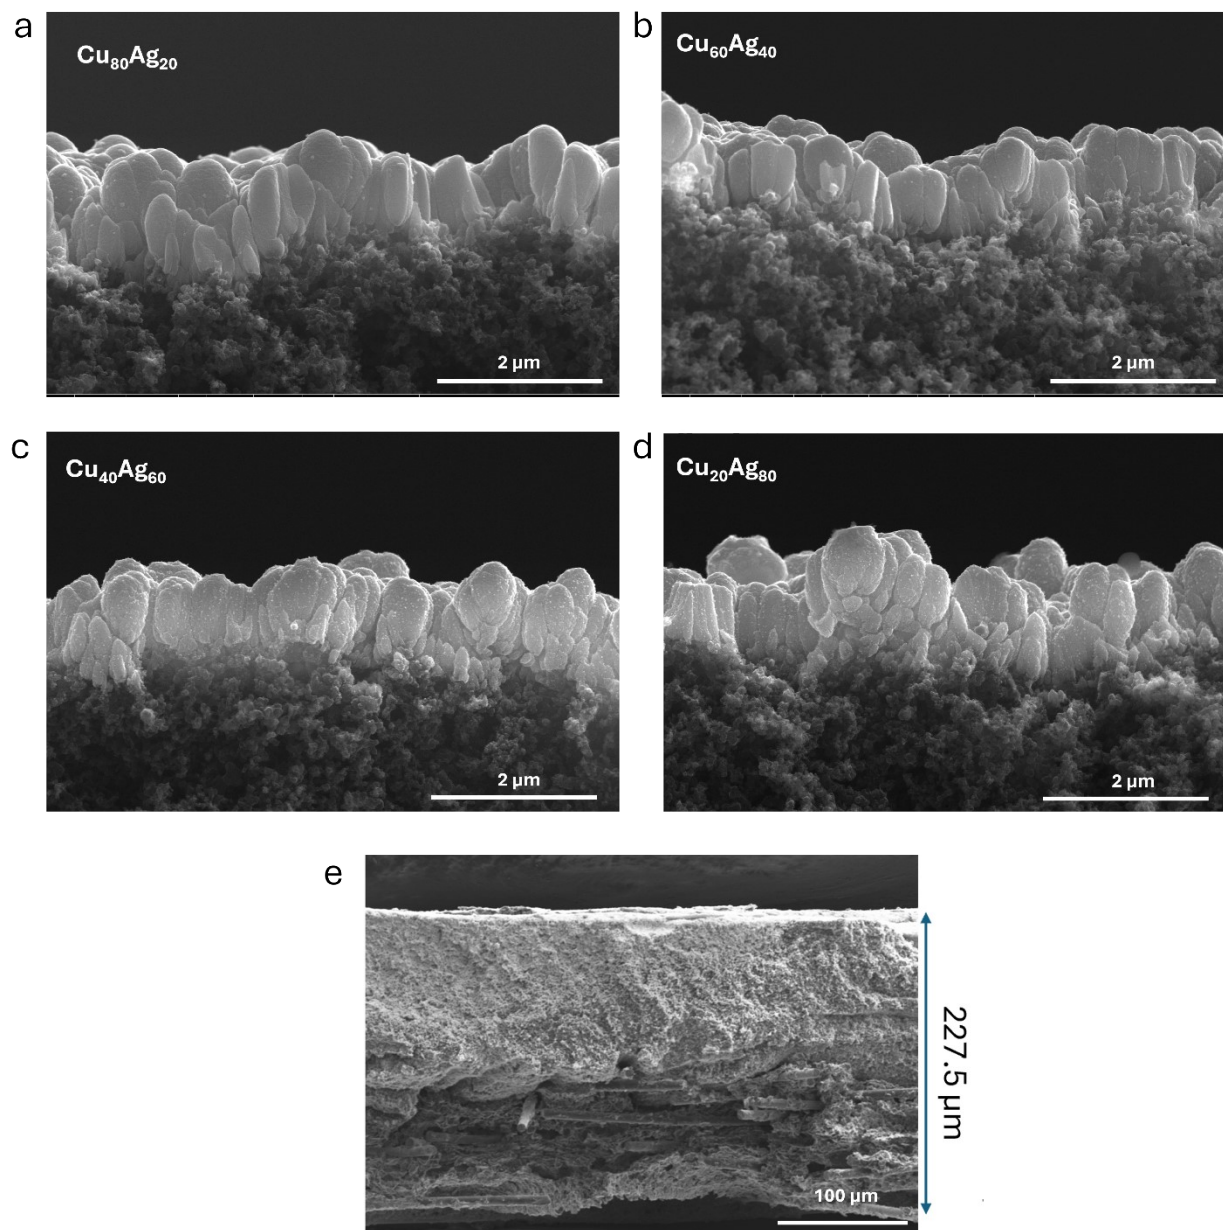 a
Cu₈₀Ag₂₀
2 µm
b
Cu₆₀Ag₄₀
2 µm
c
Cu₄₀Ag₆₀
2 µm
d
Cu₂₀Ag₈₀
2 µm
e
100 µm
227.5 µm